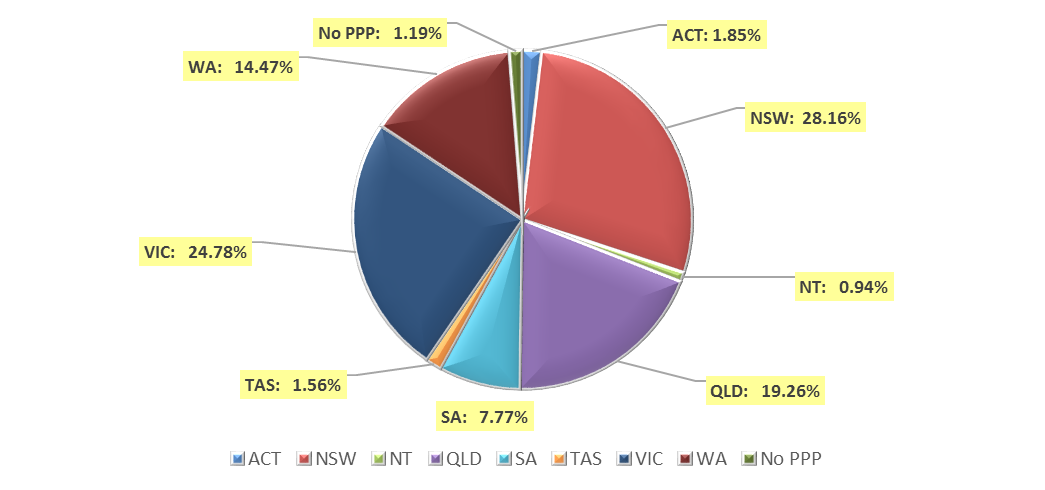 No PPP: 1.19%
ACT: 1.85%
WA: 14.47%
NSW: 28.16%
VIC: 24.78%
NT: 0.94%
TAS: 1.56%
QLD: 19.26%
SA: 7.77%
ACT NSW NT QLD SA TAS VIC WA No PPP